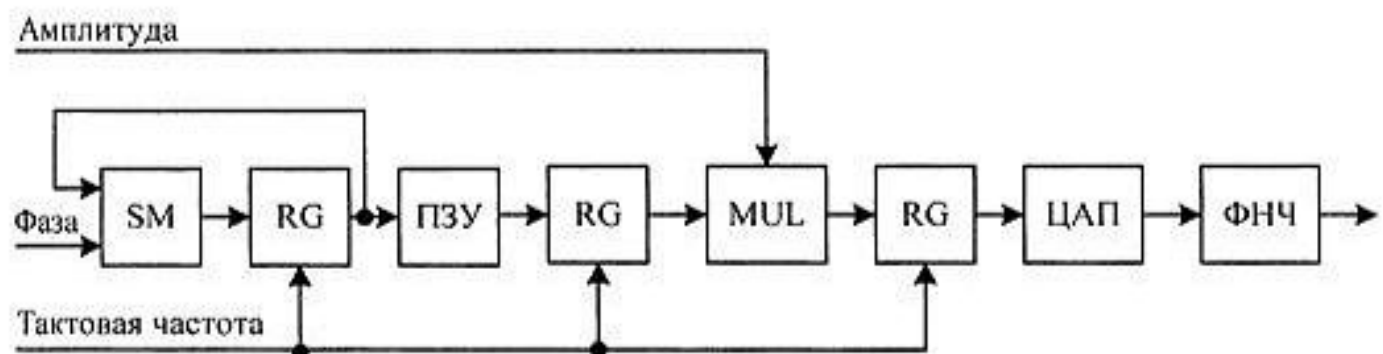 Амплитуда
Фаза
SM
RG
ПЗУ
RG
MUL
RG
ЦАП
ФНЧ
Тактовая частота